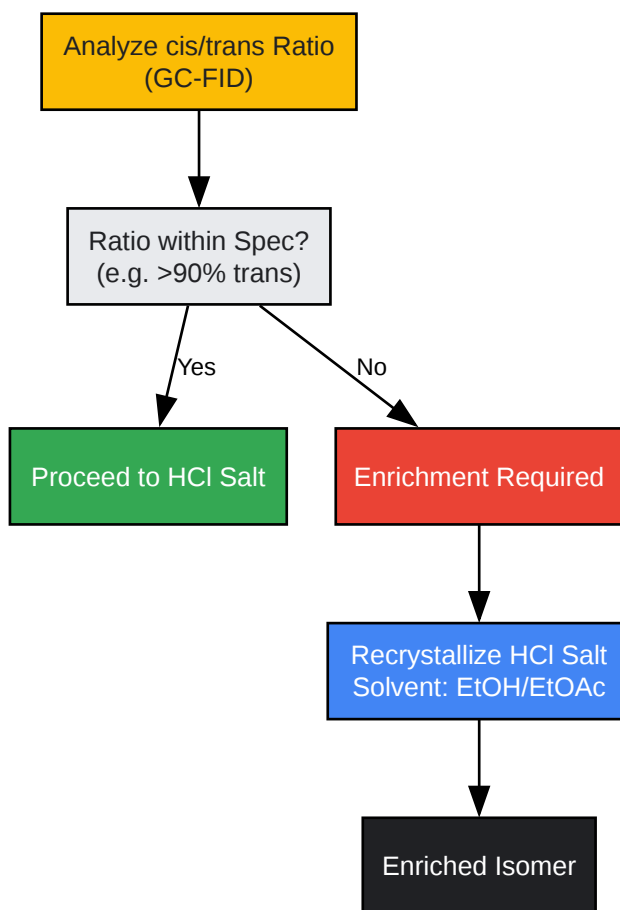 Analyze cis/trans Ratio
(GC-FID)
Ratio within Spec?
(e.g. >90% trans)
Yes
No
Proceed to HCl Salt
Enrichment Required
Recrystallize HCl Salt
Solvent: EtOH/EtOAc
Enriched Isomer